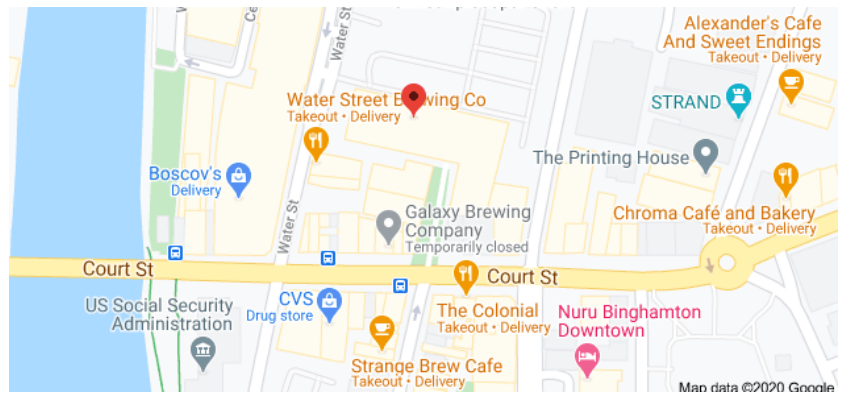 Water St
Alexander's Cafe
And Sweet Endings
Takeout • Delivery
Water Street Brewing Co
Takeout • Delivery
STRAND
The Printing House
Boscov's
Delivery
Chroma Café and Bakery
Takeout • Delivery
Galaxy Brewing
Company
Temporarily closed
Water St
Court St
Court St
US Social Security
Administration
CVS
Drug store
The Colonial
Takeout • Delivery
Nuru Binghamton
Downtown
Strange Brew Cafe
Takeout • Delivery
Map data ©2020 Google